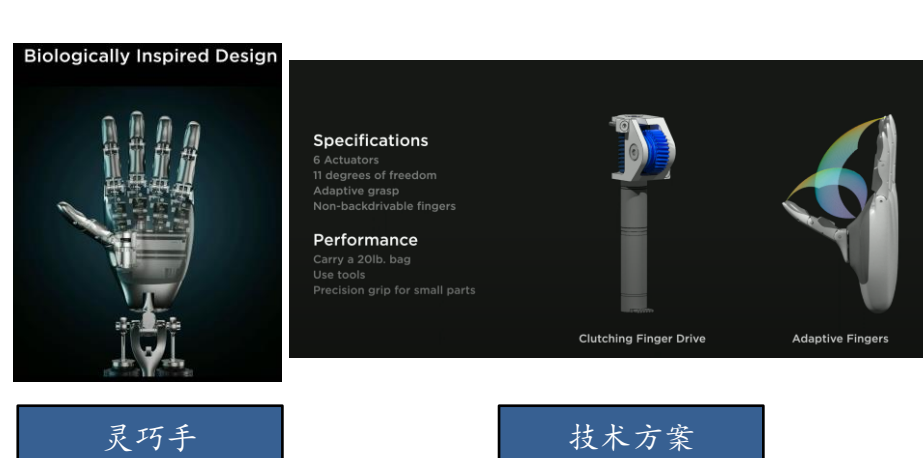 Biologically Inspired Design
Specifications
6 Actuators
11 degrees of freedom
Adaptive grasp
Non-backdrivable fingers
Performance
Carry a 20lb. bag
Use tools
Precision grip for small parts
Clutching Finger Drive
Adaptive Fingers
灵巧手
技术方案